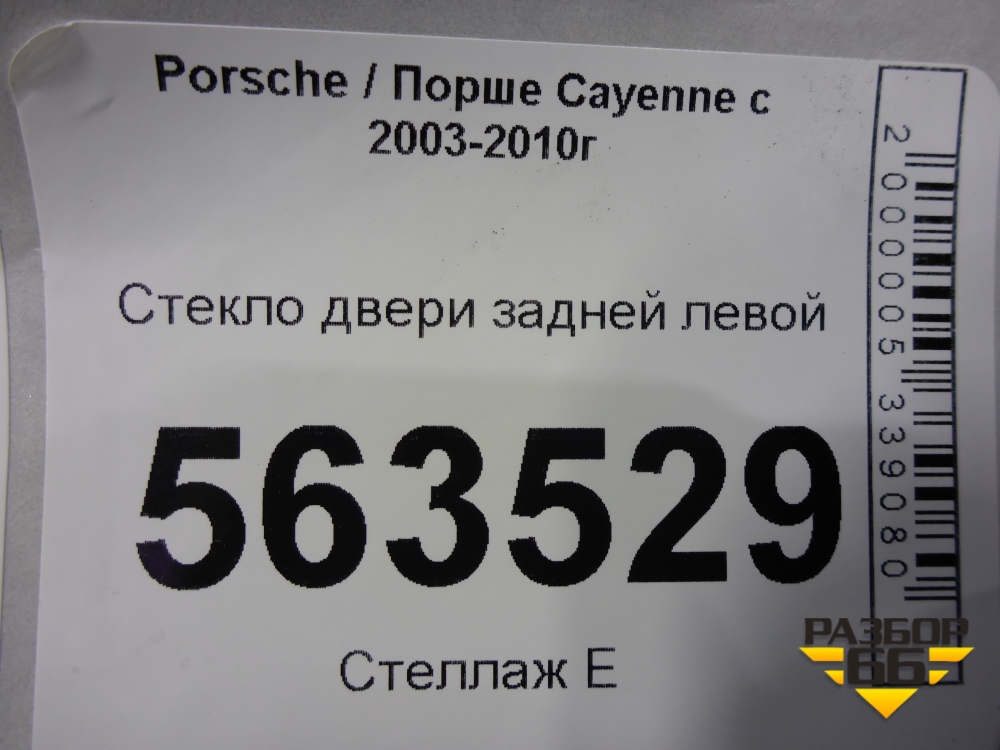 Porsche / Порше Cayenne с
2003-2010г
Стекло двери задней левой
563529
Стеллаж Е
2000005339080
РАЗБОР
66